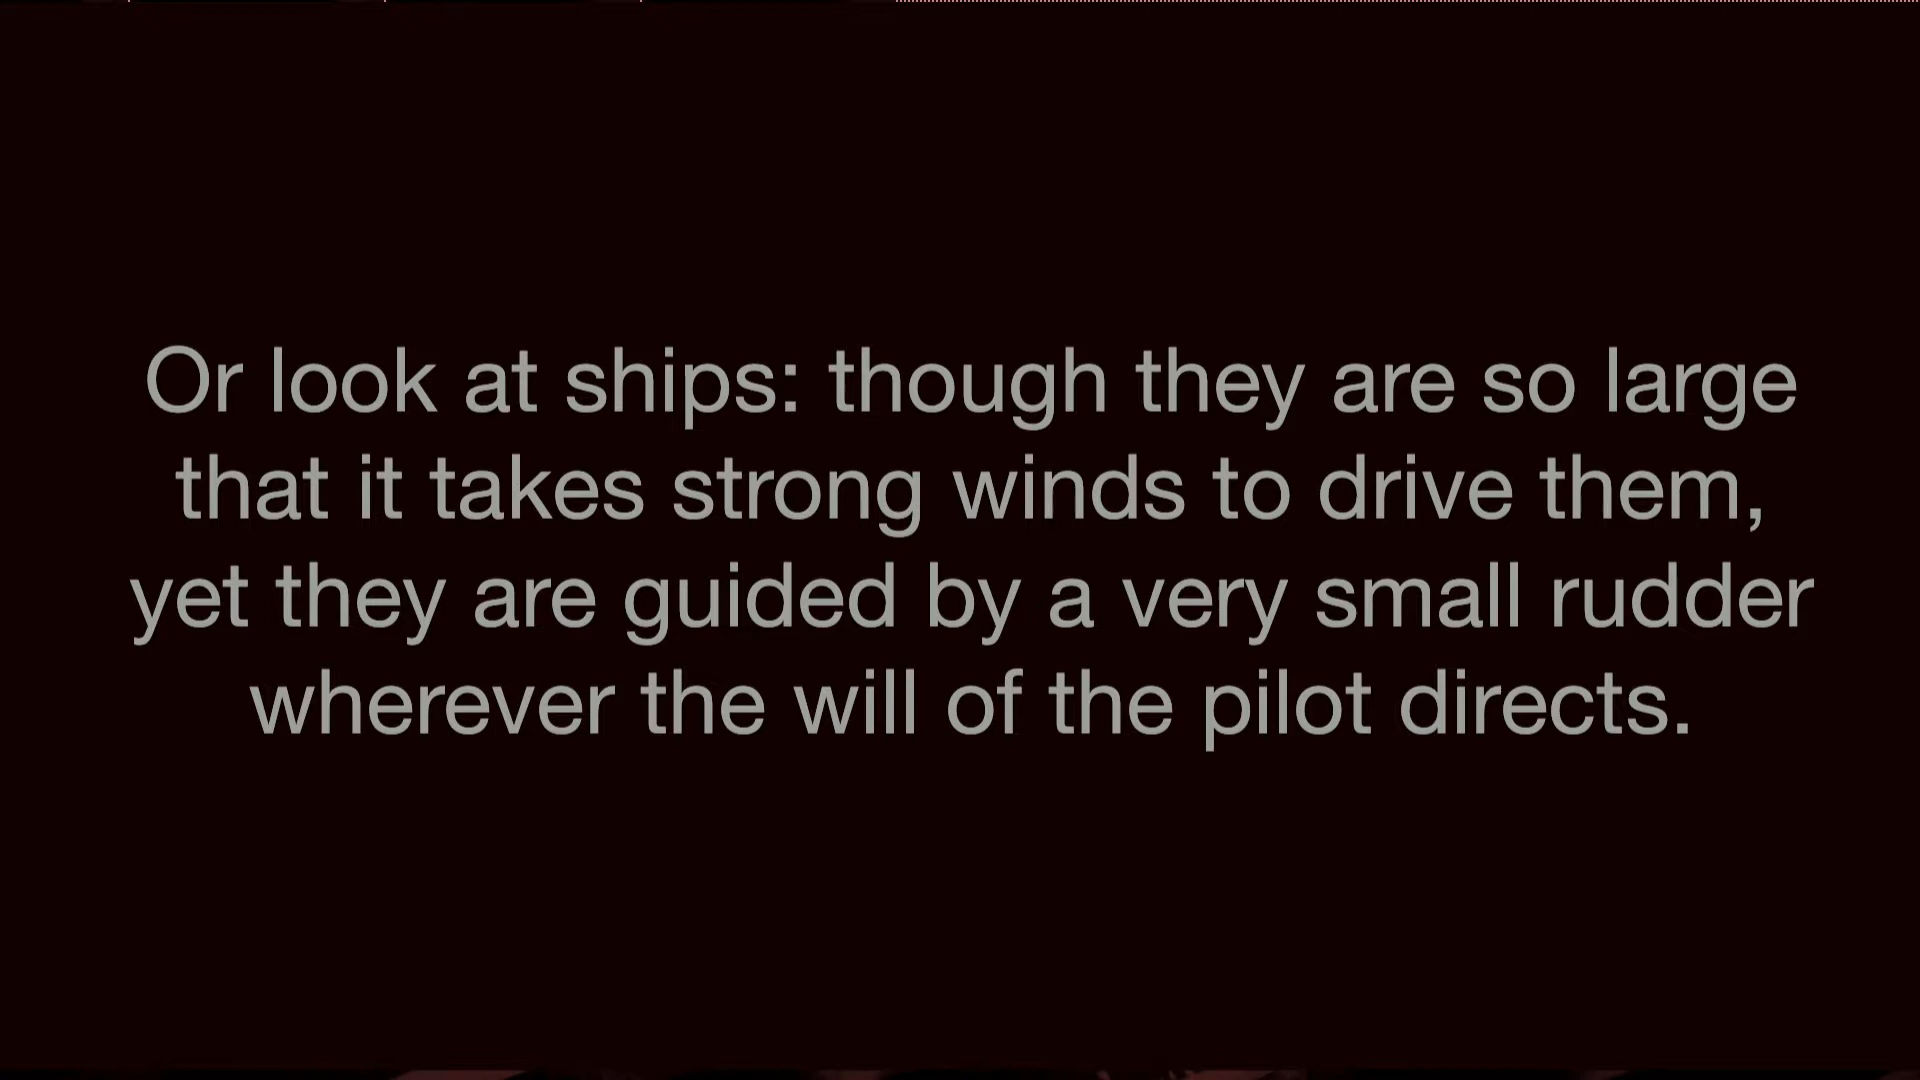 Or look at ships: though they are so large
that it takes strong winds to drive them,
yet they are guided by a very small rudder
wherever the will of the pilot directs.